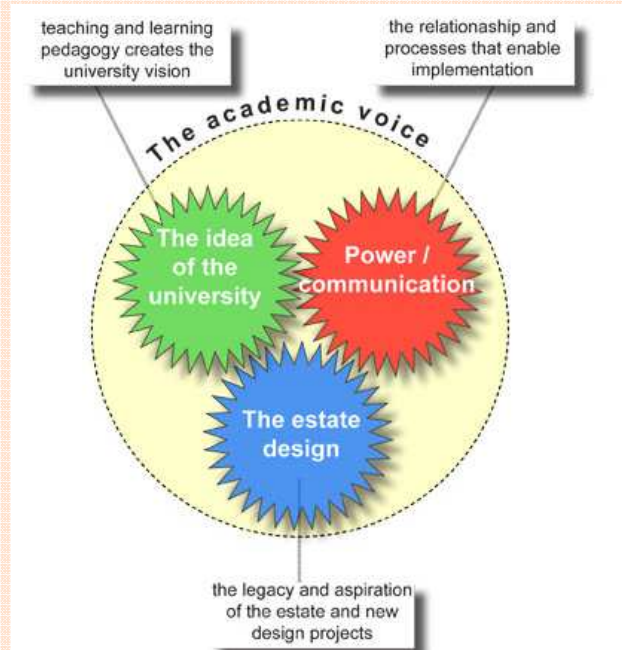 teaching and learning
pedagogy creates the
university vision
the relationaship and
processes that enable
implementation
The academic voice
The idea
of the
university
Power /
communication
The estate
design
the legacy and aspiration
of the estate and new
design projects